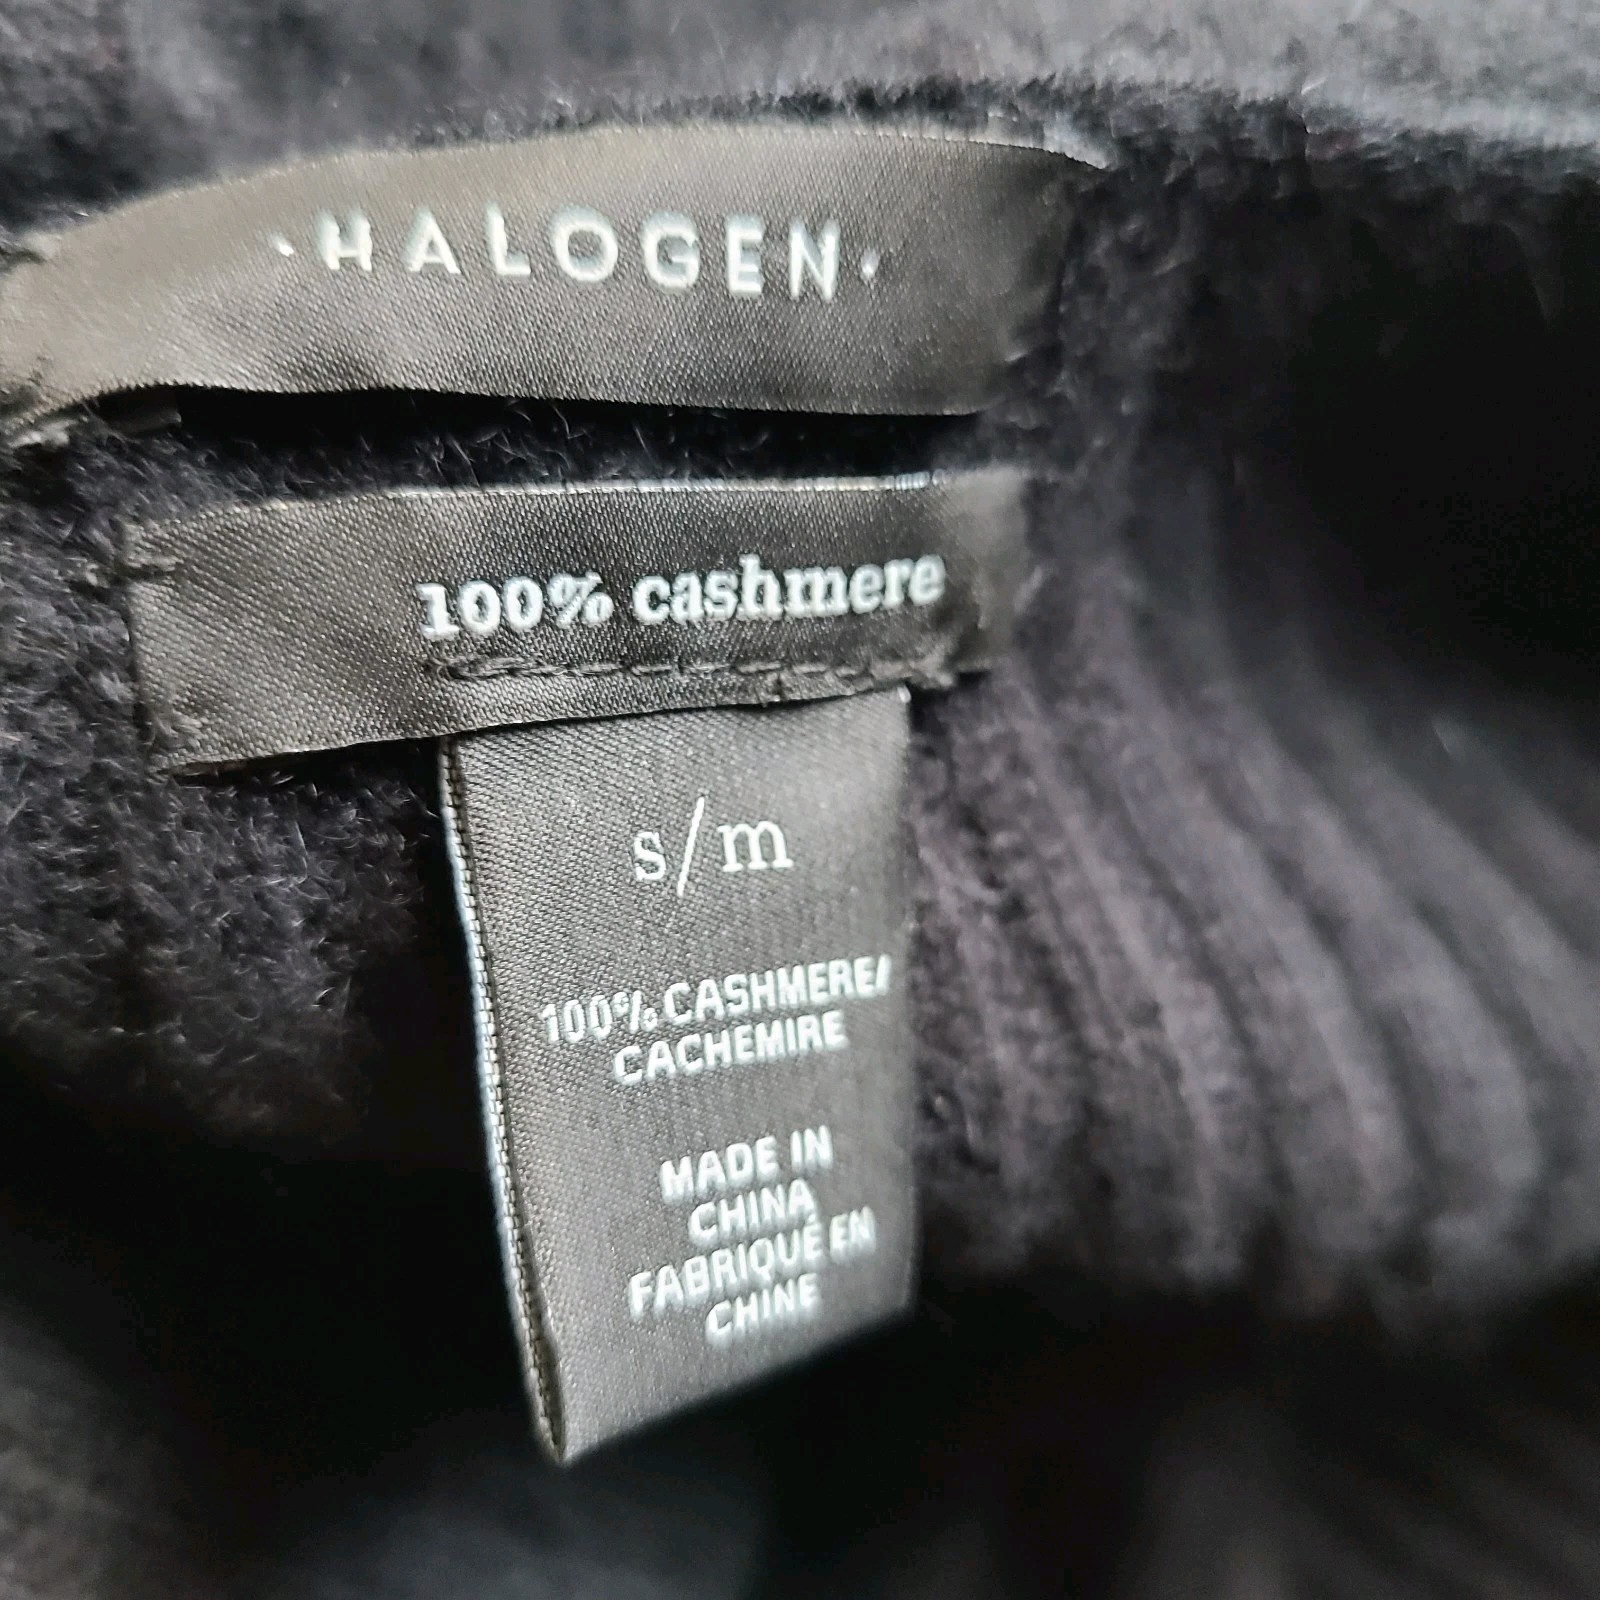 ·HALOGEN·
100% cashmere
s/m
100% CASHMERE/
CACHEMIRE
MADE IN
CHINA
FABRIQUÉ EN
CHINE